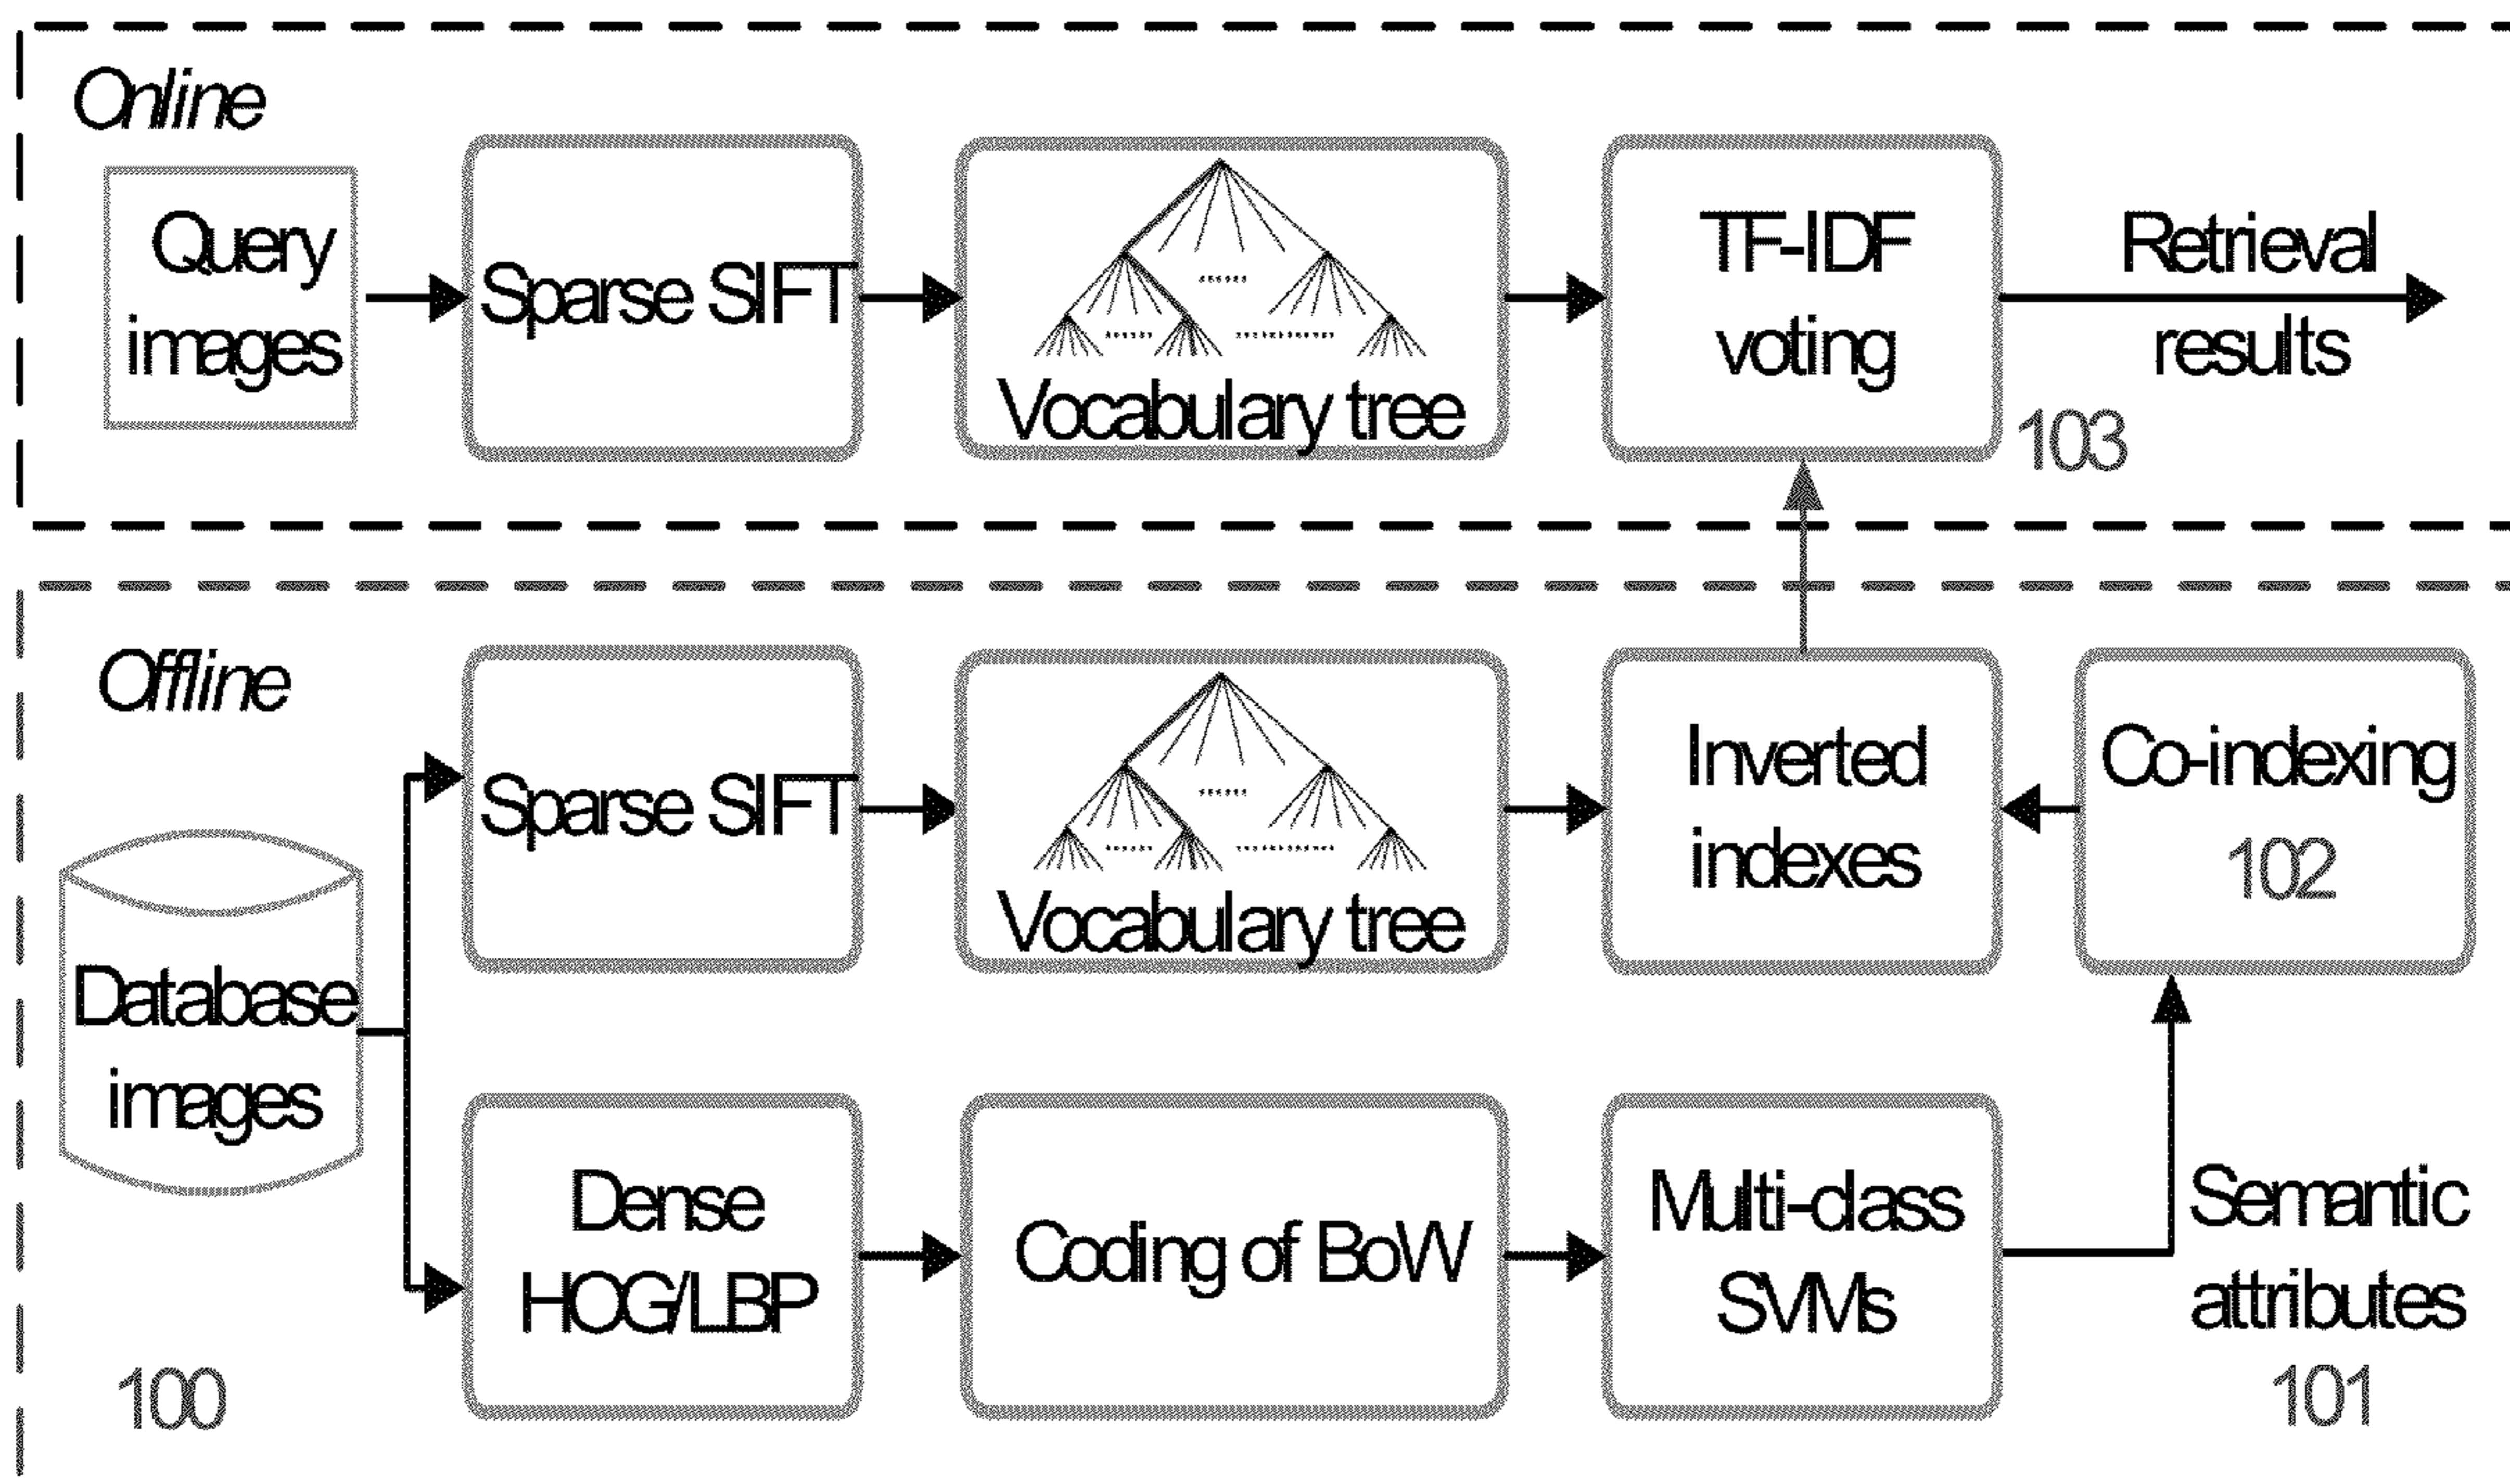 Online
Query
images
Sparse SIFT
Vocabulary tree
TF-IDF
voting
Retrieval
results
103
Offline
Database
images
100
Sparse SIFT
Vocabulary tree
Inverted
indexes
Co-indexing
102
Dense
HOG/LBP
Coding of BoW
Multi-class
SVMs
Semantic
attributes
101